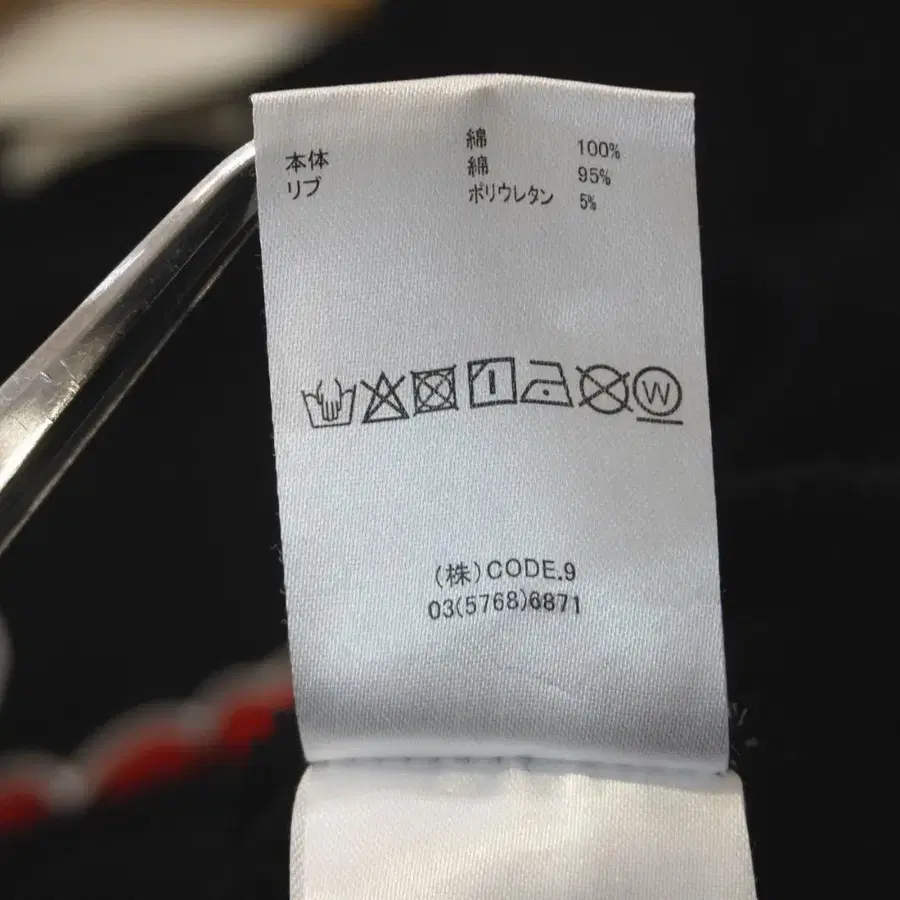 本体 綿 100%
リブ 綿 95%
ポリウレタン 5%
W
(株)CODE.9
03(5768)6871